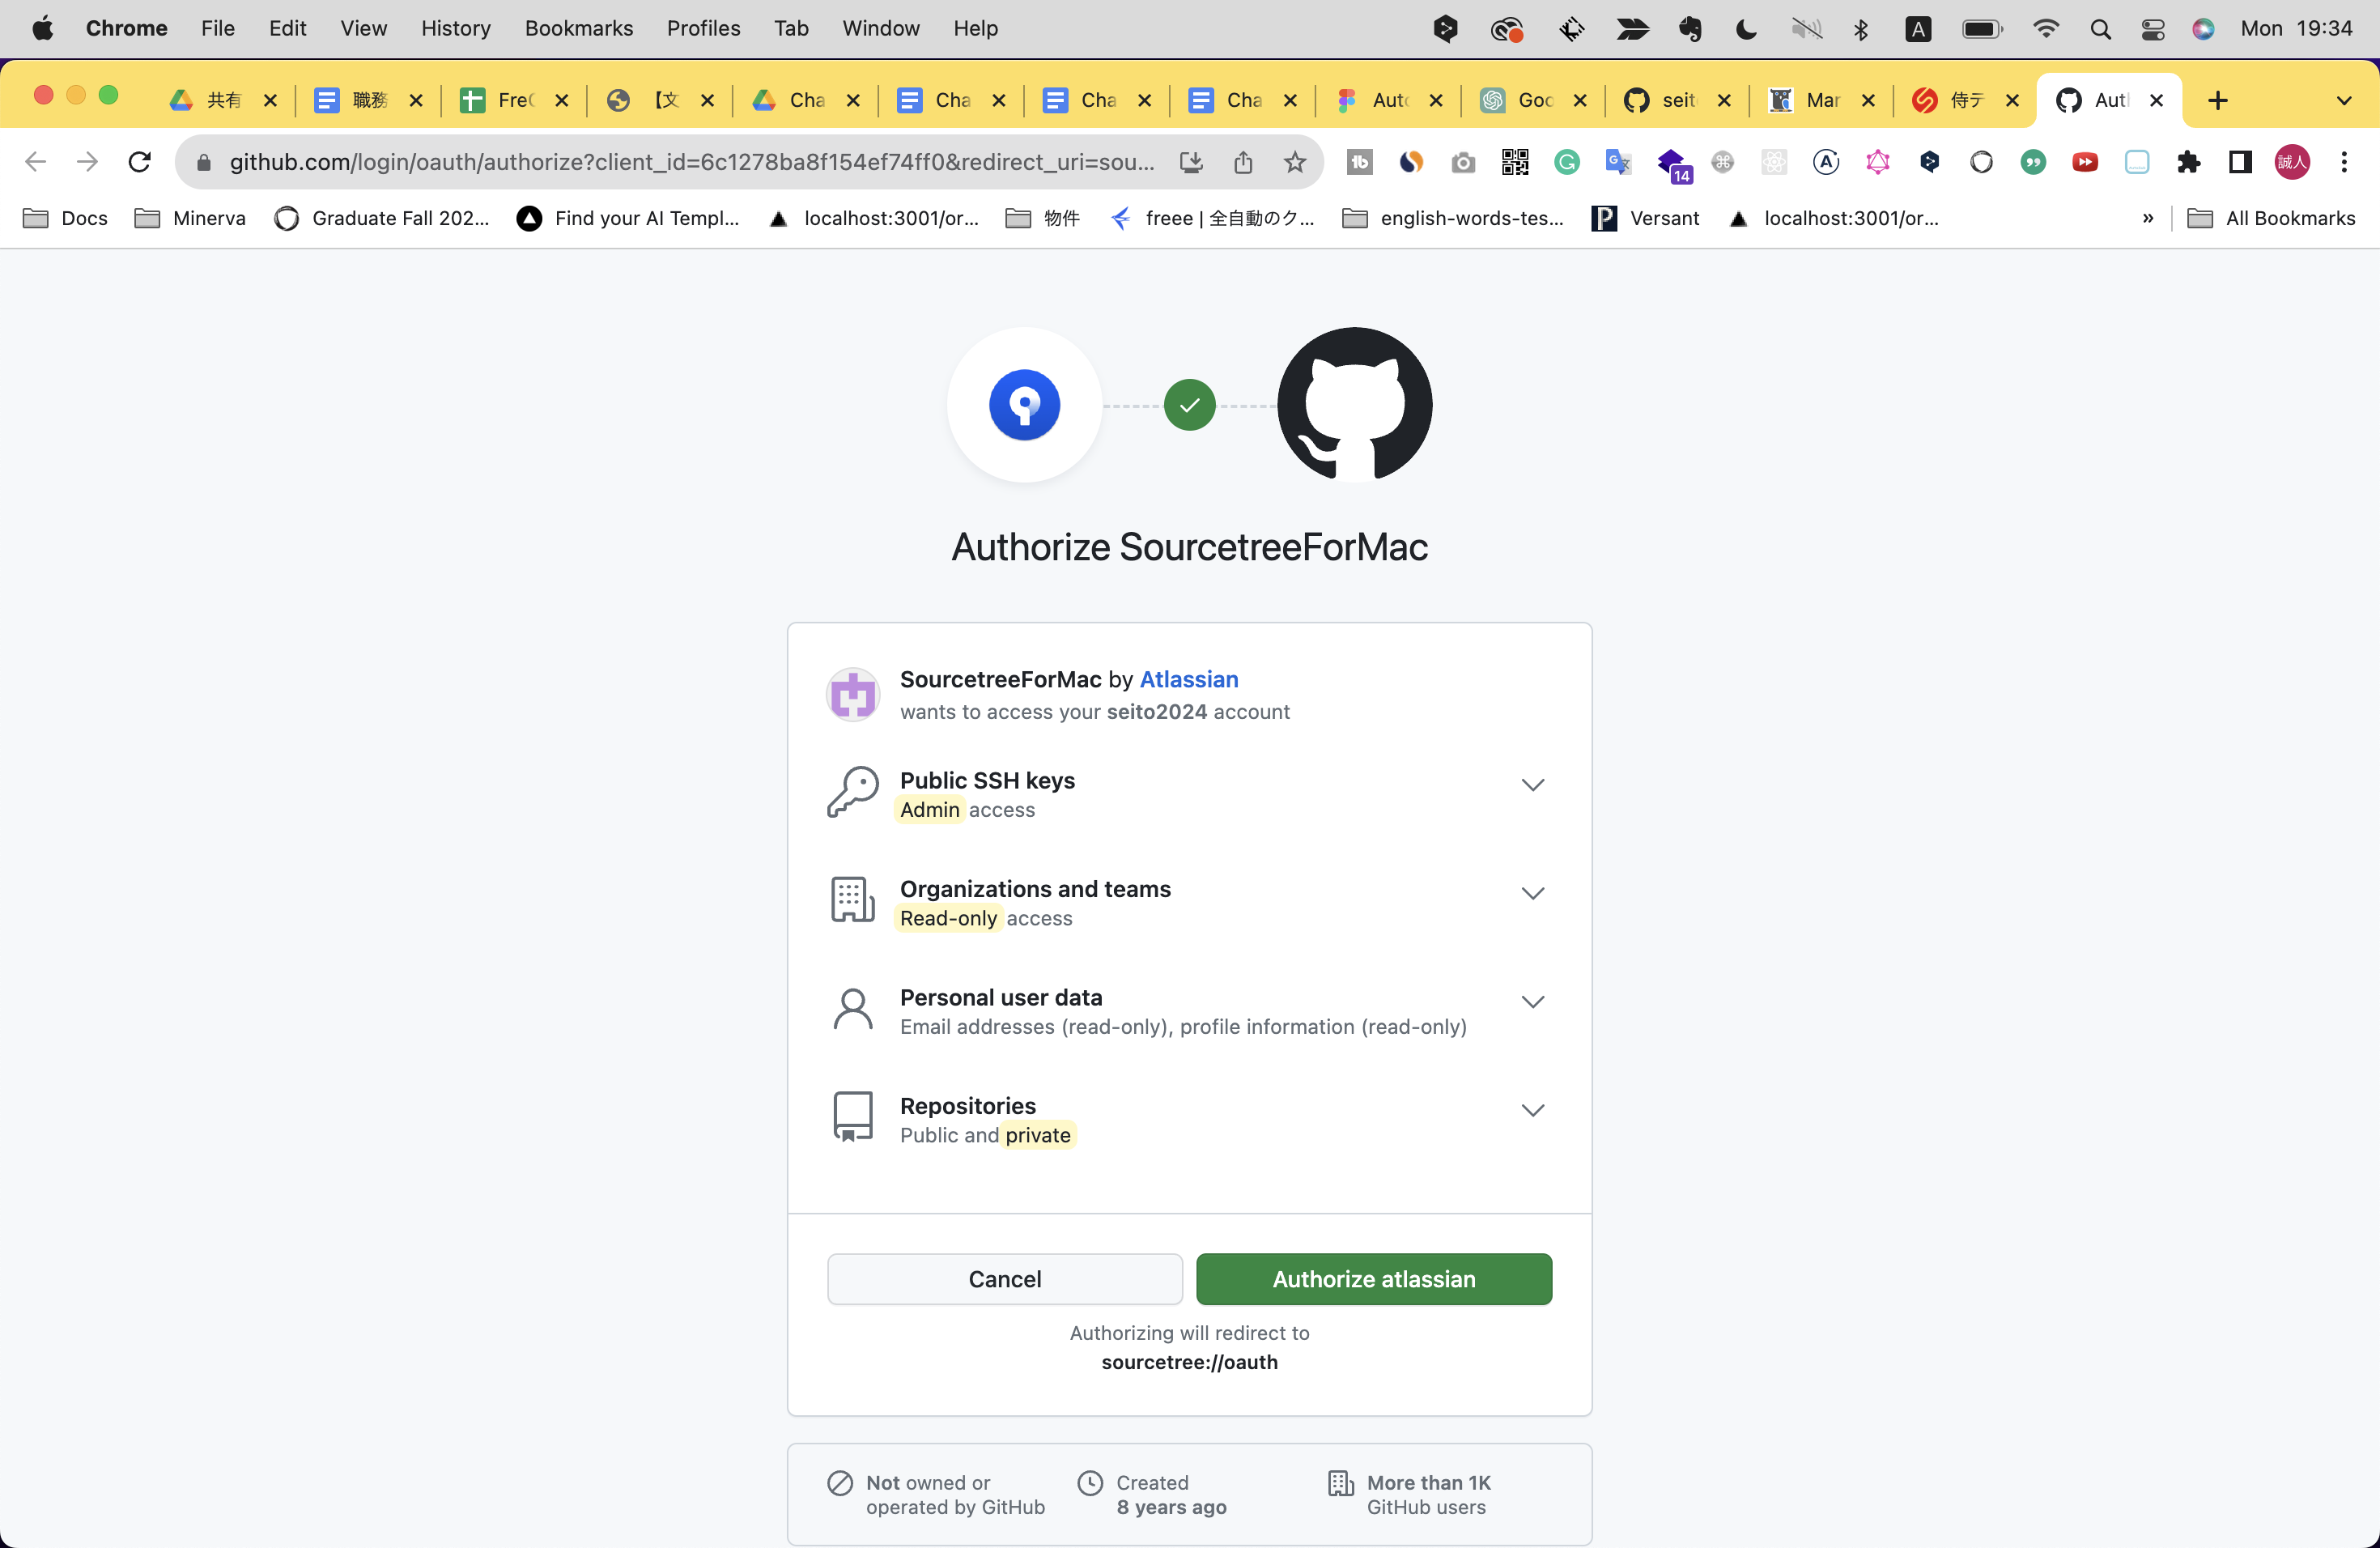 Chrome File Edit View History Bookmarks Profiles Tab Window Help A Mon 19:34
共有 職務 Fre 【文 Cha Cha Cha Cha Auto Goo seit Mar 侍テ Aut
github.com/login/oauth/authorize?client_id=6c1278ba8f154ef74ff0&redirect_uri=sou... 14 誠人
Docs Minerva Graduate Fall 202... Find your AI Templ... localhost:3001/or... 物件 freee | 全自動のク... english-words-tes... Versant localhost:3001/or... » All Bookmarks
Authorize SourcetreeForMac
SourcetreeForMac by Atlassian
wants to access your seito2024 account
Public SSH keys
Admin access
Organizations and teams
Read-only access
Personal user data
Email addresses (read-only), profile information (read-only)
Repositories
Public and private
Cancel Authorize atlassian
Authorizing will redirect to
sourcetree://oauth
Not owned or operated by GitHub
Created 8 years ago
More than 1K GitHub users